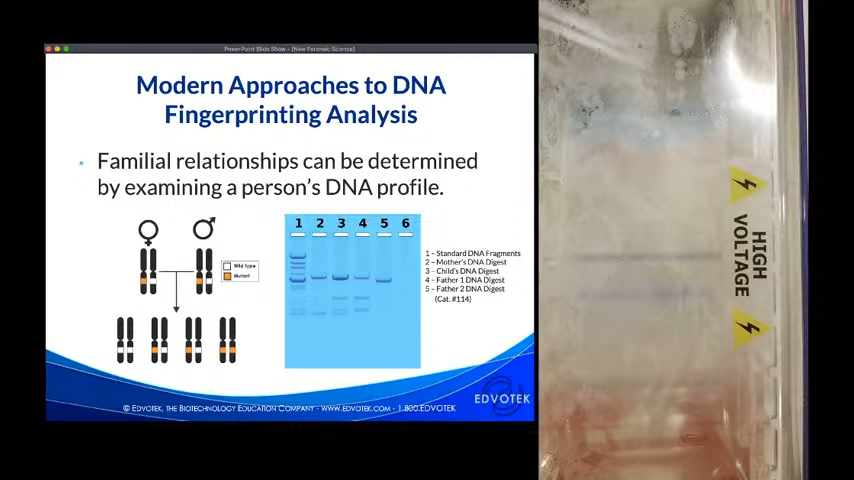 PowerPoint Slide Show - [New Forensic Science]
Modern Approaches to DNA
Fingerprinting Analysis
Familial relationships can be determined
by examining a person's DNA profile.
Wild Type
Mutant
1 2 3 4 5 6
1 – Standard DNA Fragments
2 – Mother's DNA Digest
3 – Child's DNA Digest
4 – Father 1 DNA Digest
5 – Father 2 DNA Digest
(Cat. #114)
© EDVOTEK, THE BIOTECHNOLOGY EDUCATION COMPANY - WWW.EDVOTEK.COM - 1.800.EDVOTEK
EDVOTEK
HIGH
VOLTAGE